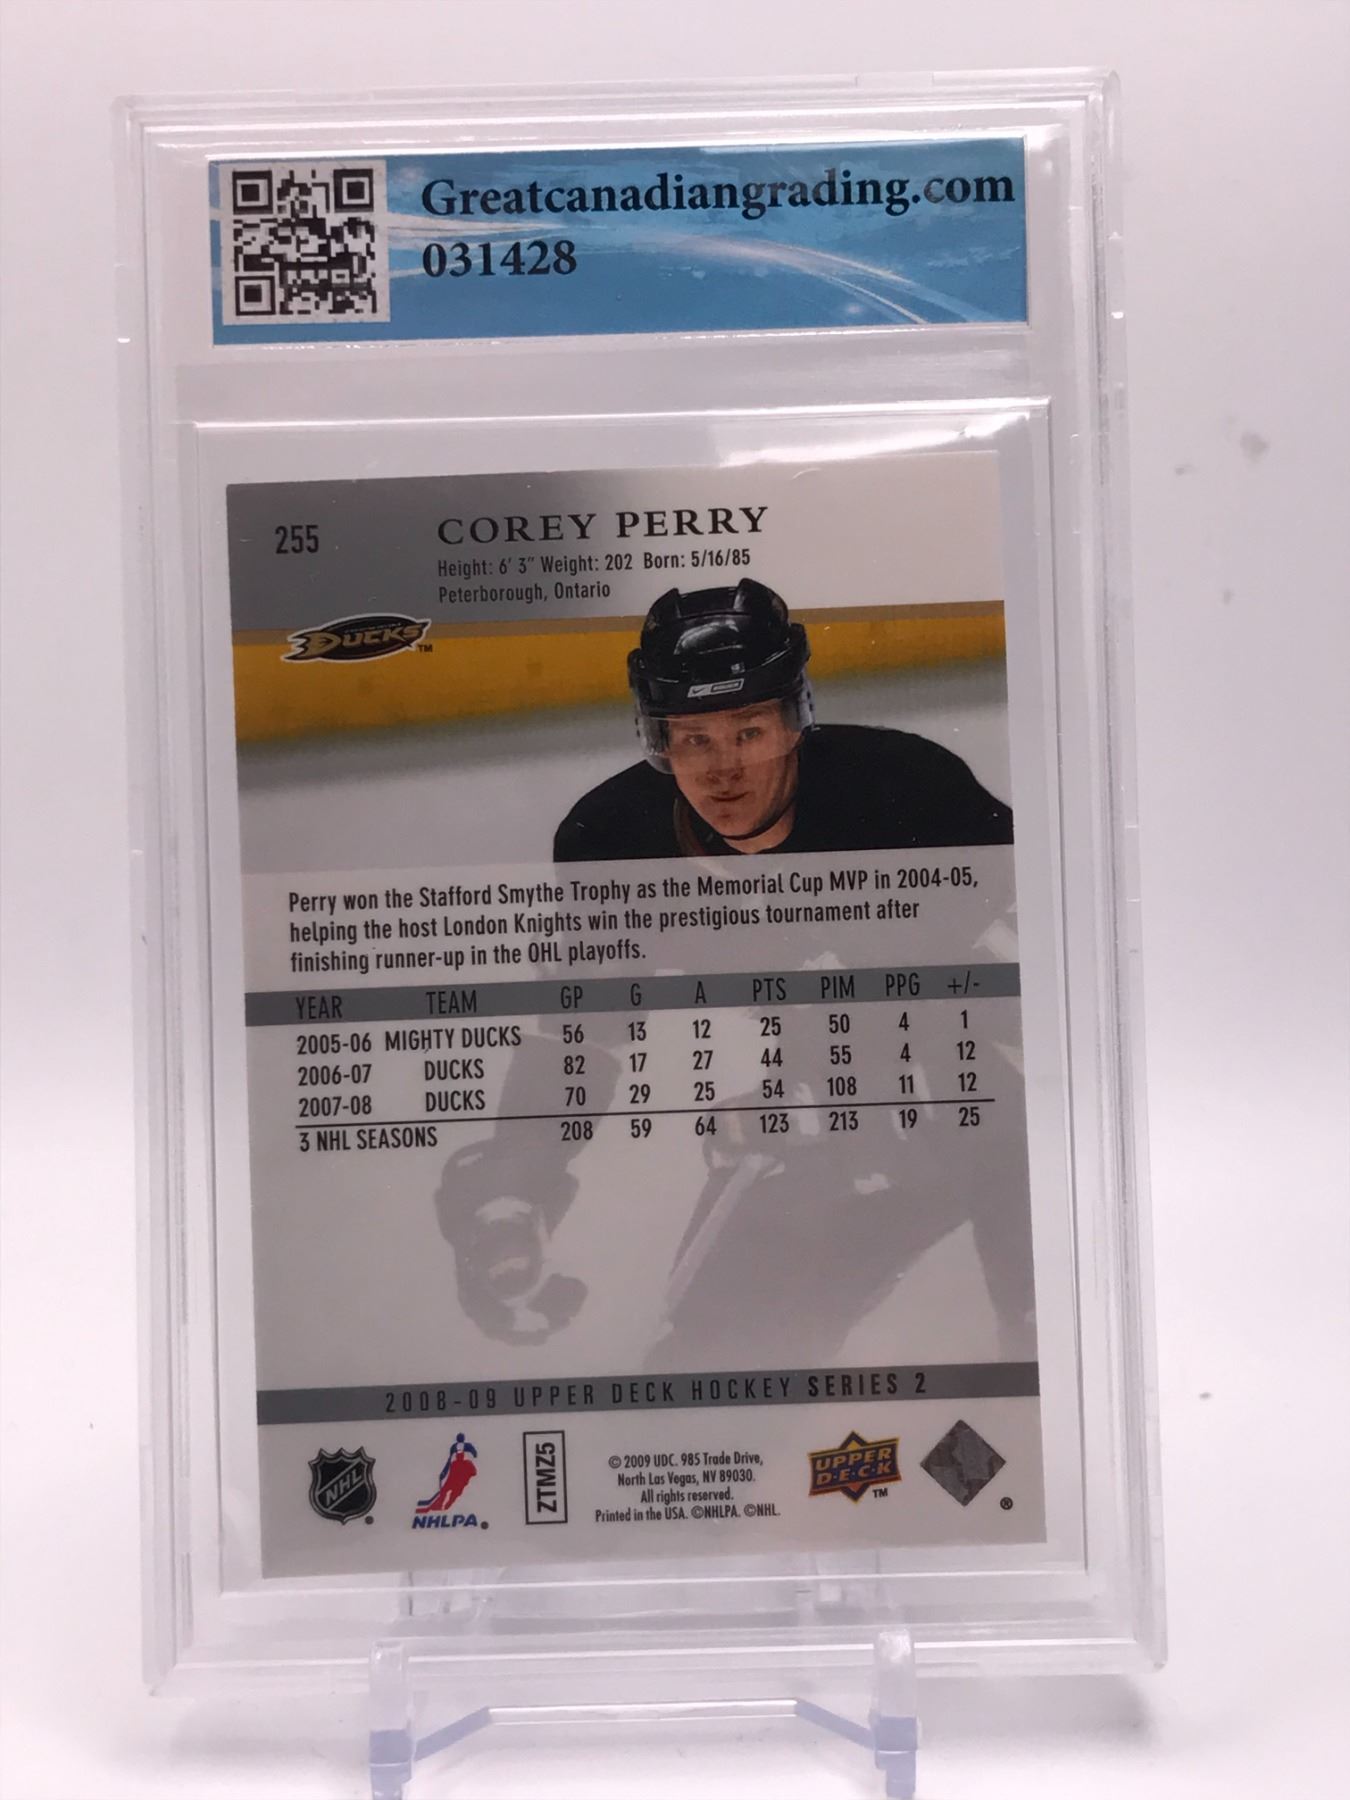 Greatcanadiangrading.com
031428
255
COREY PERRY
Height: 6' 3" Weight: 202 Born: 5/16/85
Peterborough, Ontario
DUCKS TM
Perry won the Stafford Smythe Trophy as the Memorial Cup MVP in 2004-05,
helping the host London Knights win the prestigious tournament after
finishing runner-up in the OHL playoffs.
YEAR TEAM GP G A PTS PIM PPG +/-
2005-06 MIGHTY DUCKS 56 13 12 25 50 4 1
2006-07 DUCKS 82 17 27 44 55 4 12
2007-08 DUCKS 70 29 25 54 108 11 12
3 NHL SEASONS 208 59 64 123 213 19 25
2008-09 UPPER DECK HOCKEY SERIES 2
NHL
NHLPA
ZTMZ5
© 2009 UDC. 985 Trade Drive,
North Las Vegas, NV 89030.
All rights reserved.
Printed in the USA. ©NHLPA. ©NHL.
UPPER
D·E·C·K
TM
®